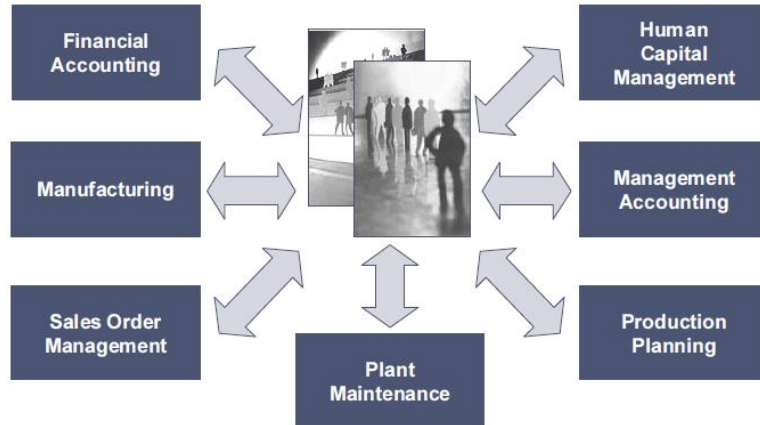 Financial
Accounting
Human
Capital
Management
Manufacturing
Management
Accounting
Sales Order
Management
Plant
Maintenance
Production
Planning